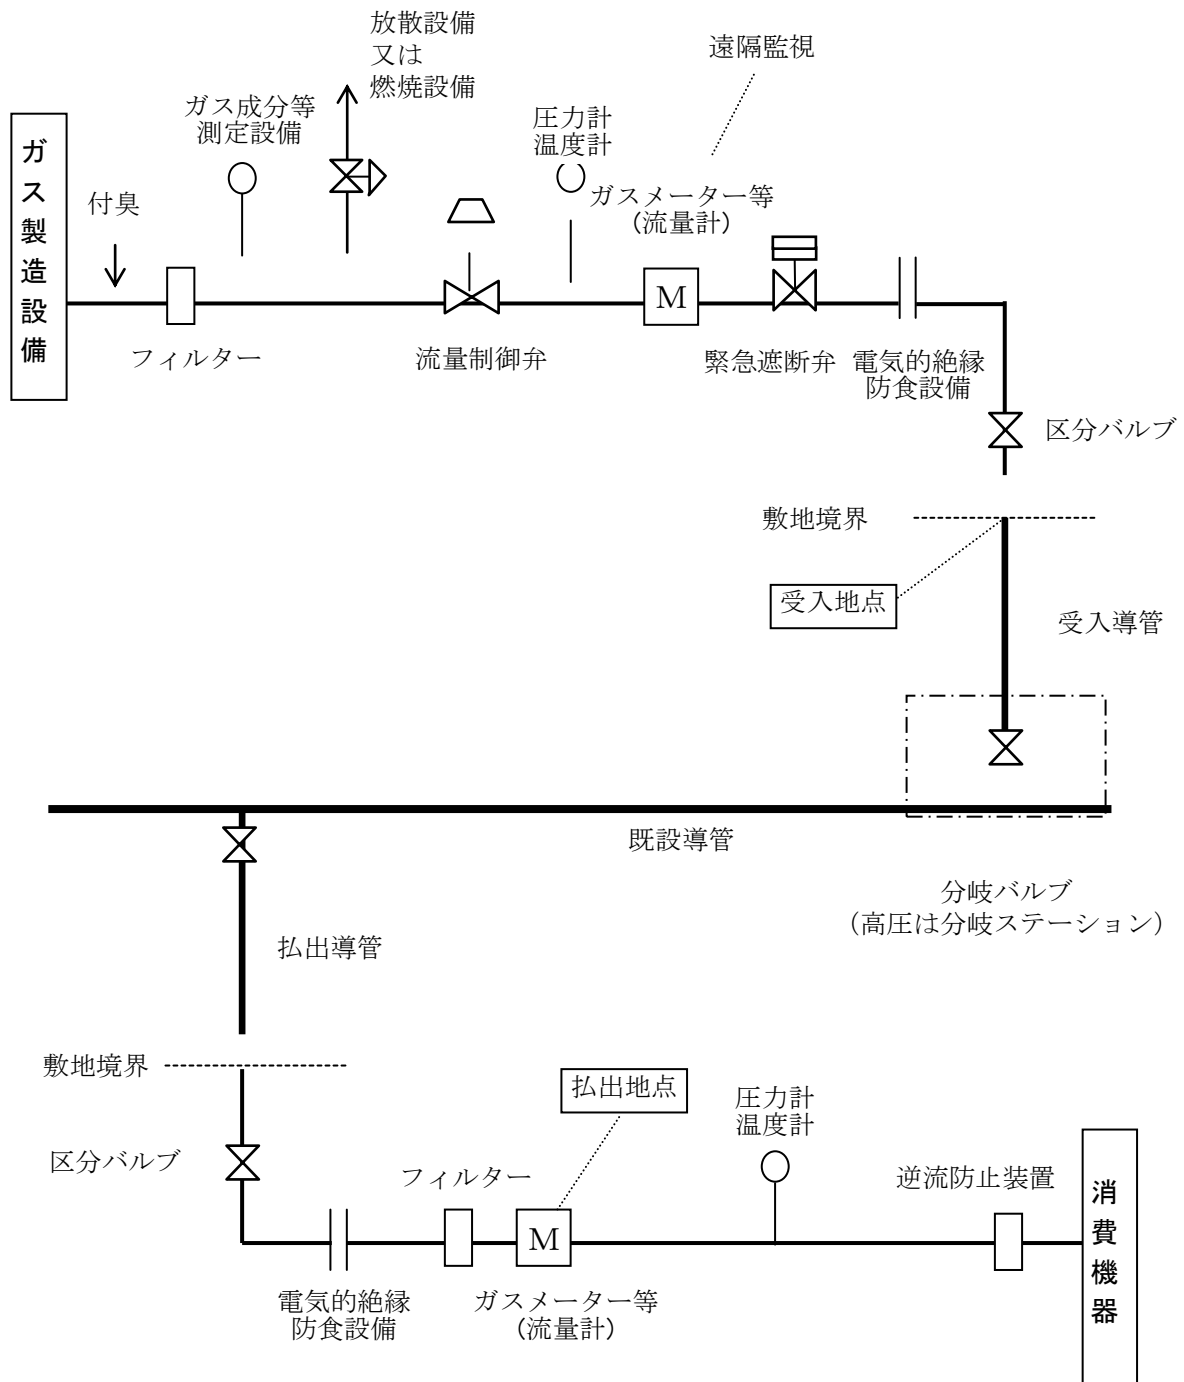 放散設備
又は
燃焼設備
遠隔監視
ガス成分等
測定設備
圧力計
温度計
ガス製造設備
付臭
ガスメーター等
（流量計）
M
フィルター
流量制御弁
緊急遮断弁
電気的絶縁
防食設備
区分バルブ
敷地境界
受入地点
受入導管
既設導管
分岐バルブ
（高圧は分岐ステーション）
払出導管
敷地境界
払出地点
圧力計
温度計
区分バルブ
フィルター
逆流防止装置
消費機器
M
電気的絶縁
防食設備
ガスメーター等
（流量計）